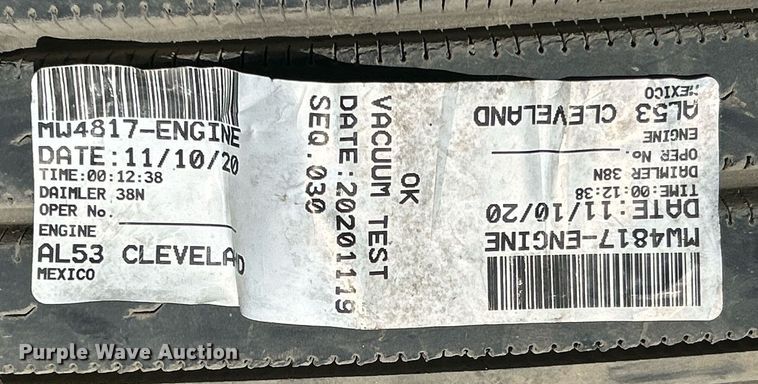 MW4817-ENGINE
DATE:11/10/20
TIME:00:12:38
DAIMLER 38N
OPER No.
ENGINE
AL53 CLEVELAD
MEXICO
OK
VACUUM TEST
DATE:20201119
SEQ.030
MW4817-ENGINE
DATE:11/10/20
TIME:00:12:38
DAIMLER 38N
OPER No.
ENGINE
AL53 CLEVELAND
MEXICO
Purple Wave Auction